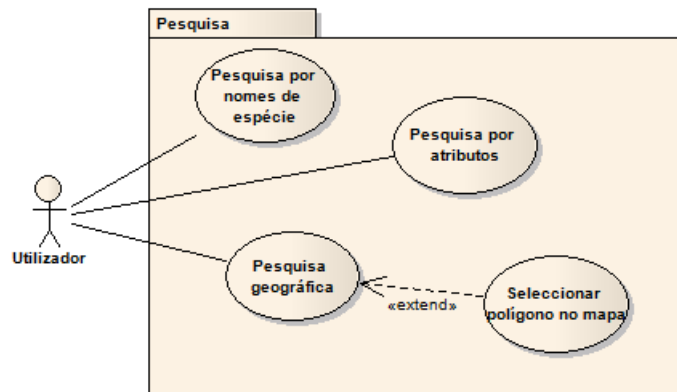 Pesquisa
Pesquisa por
nomes de
espécie
Pesquisa por
atributos
Utilizador
Pesquisa
geográfica
«extend»
Seleccionar
polígono no mapa